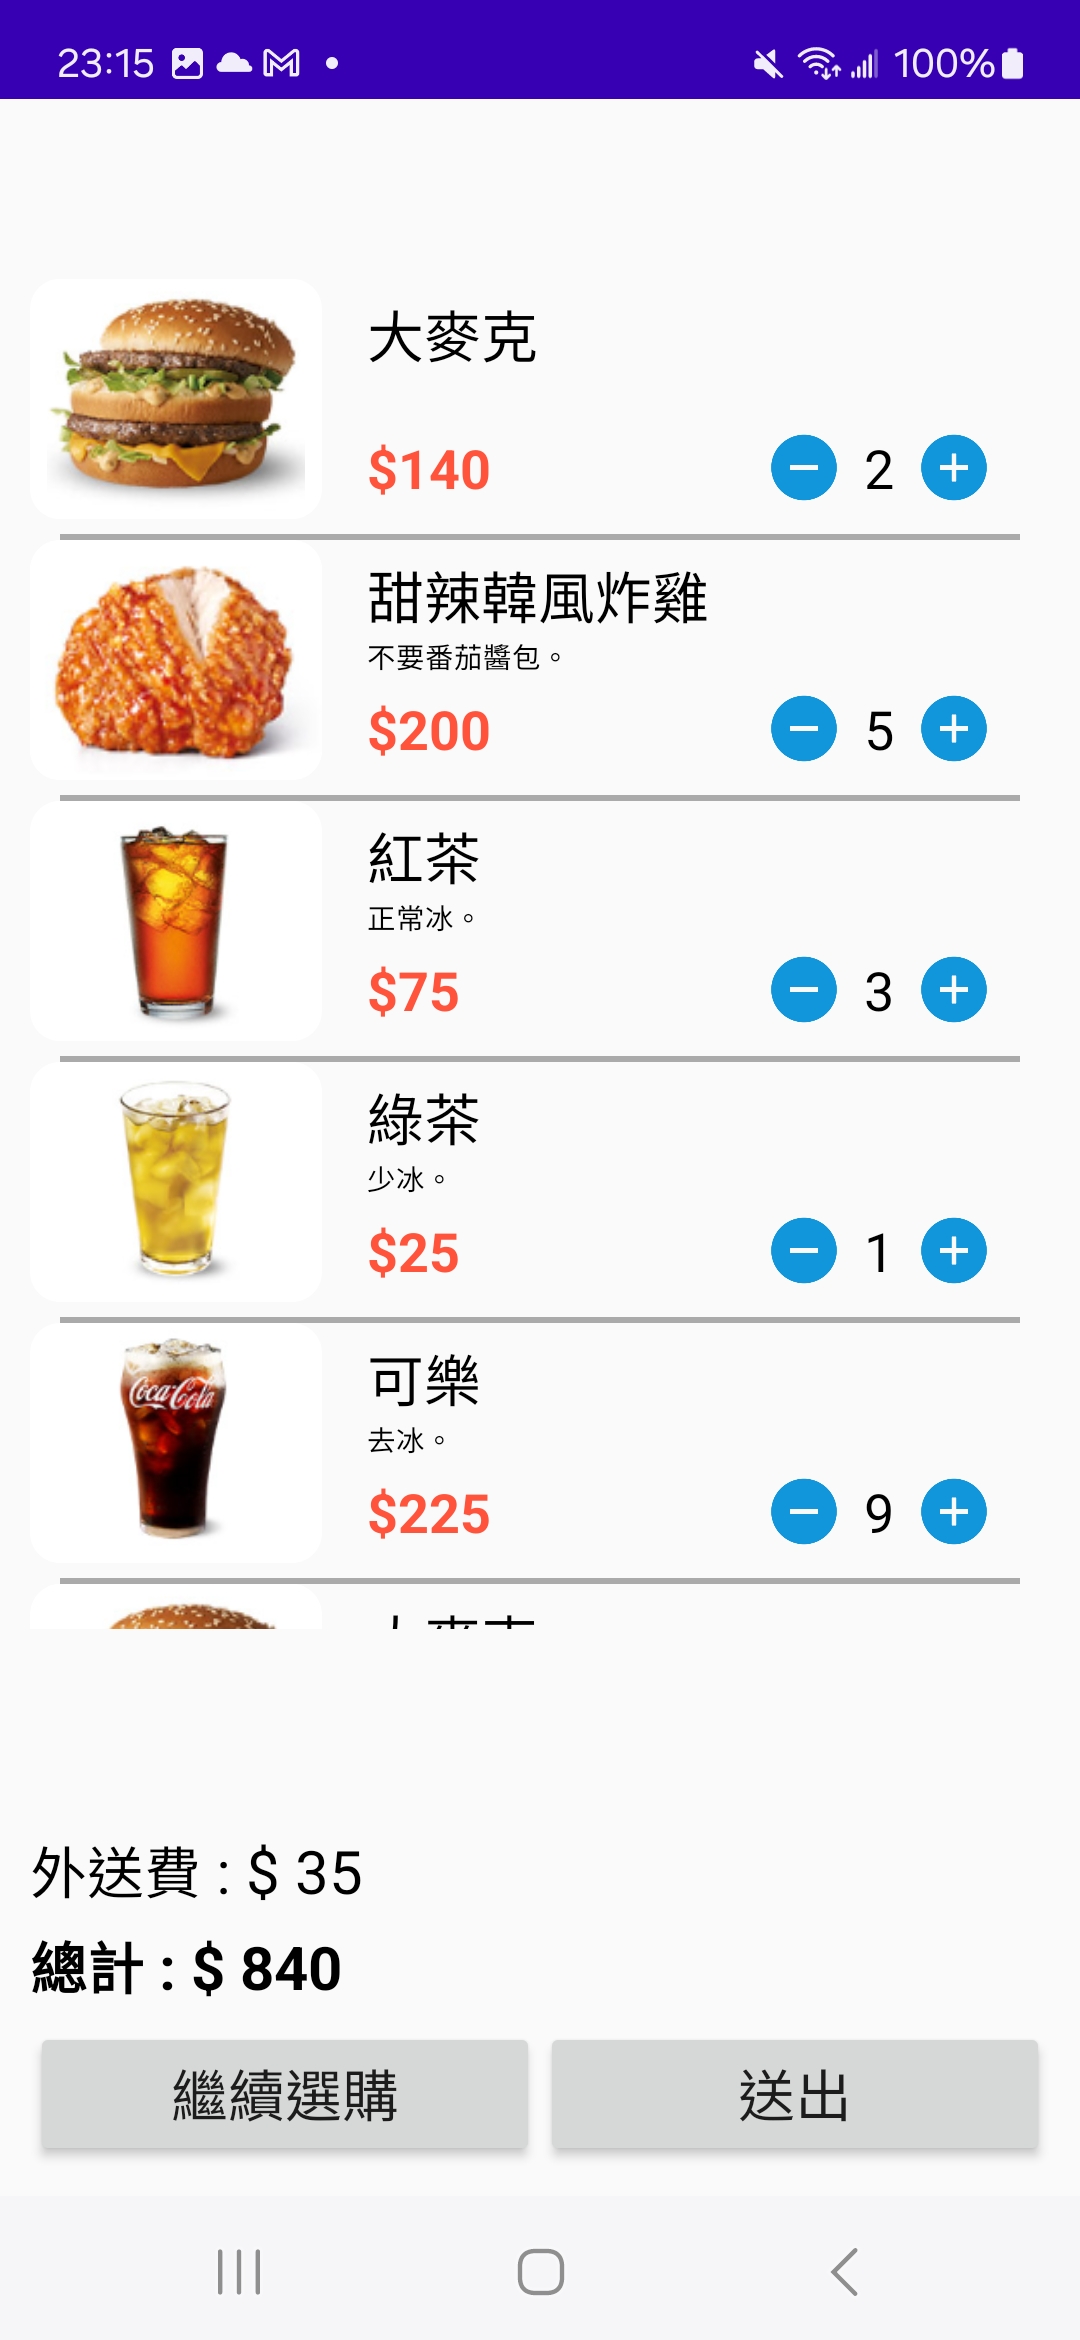 23:15
100%
大麥克
$140
2
甜辣韓風炸雞
不要番茄醬包。
$200
5
紅茶
正常冰。
$75
3
綠茶
少冰。
$25
1
Coca-Cola
可樂
去冰。
$225
9
外送費 : $ 35
總計 : $ 840
繼續選購
送出